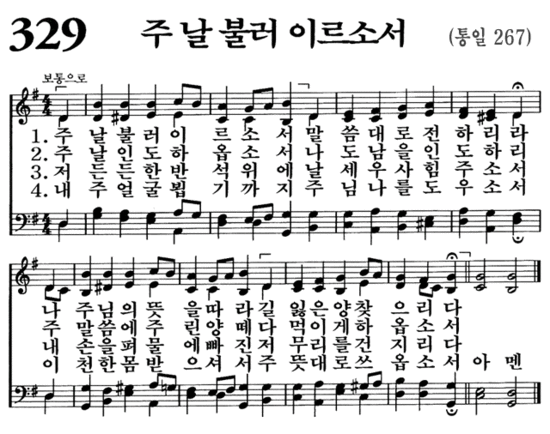 329 주 날 불러 이르소서 (통일 267)
보통으로
1. 주 날 불 러 이 르 소 서 말 씀 대 로 전 하 리 라
2. 주 날 인 도 하 옵 소 서 나 도 남 을 인 도 하 리
3. 저 든 든 한 반 석 위 에 날 세 우 사 힘 주 소 서
4. 내 주 얼 굴 뵙 기 까 지 주 님 나 를 도 우 소 서
나 주 님 의 뜻 을 따 라 길 잃 은 양 찾 으 리 다
주 말 씀 에 주 린 양 떼 다 먹 이 게 하 옵 소 서
내 손 을 펴 물 에 빠 진 저 무 리 를 건 지 리 다
이 천 한 몸 받 으 셔 서 주 뜻 대 로 쓰 옵 소 서 아 멘